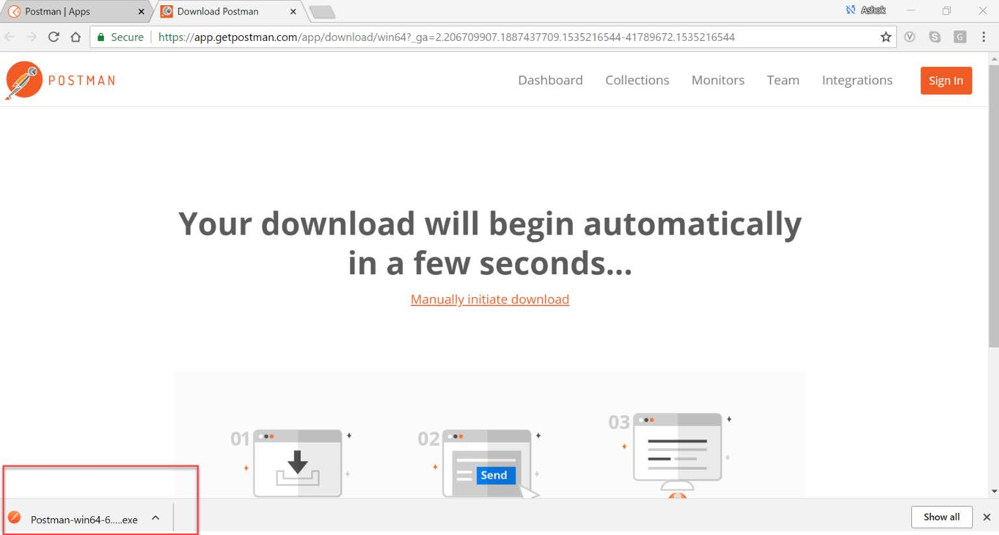 Postman | Apps
Download Postman
Ashok
Secure
https://app.getpostman.com/app/download/win64?_ga=2.206709907.1887437709.1535216544-41789672.1535216544
V
S
G
POSTMAN
Dashboard
Collections
Monitors
Team
Integrations
Sign In
Your download will begin automatically
in a few seconds...
Manually initiate download
01
02
03
Send
Postman-win64-6.....exe
Show all